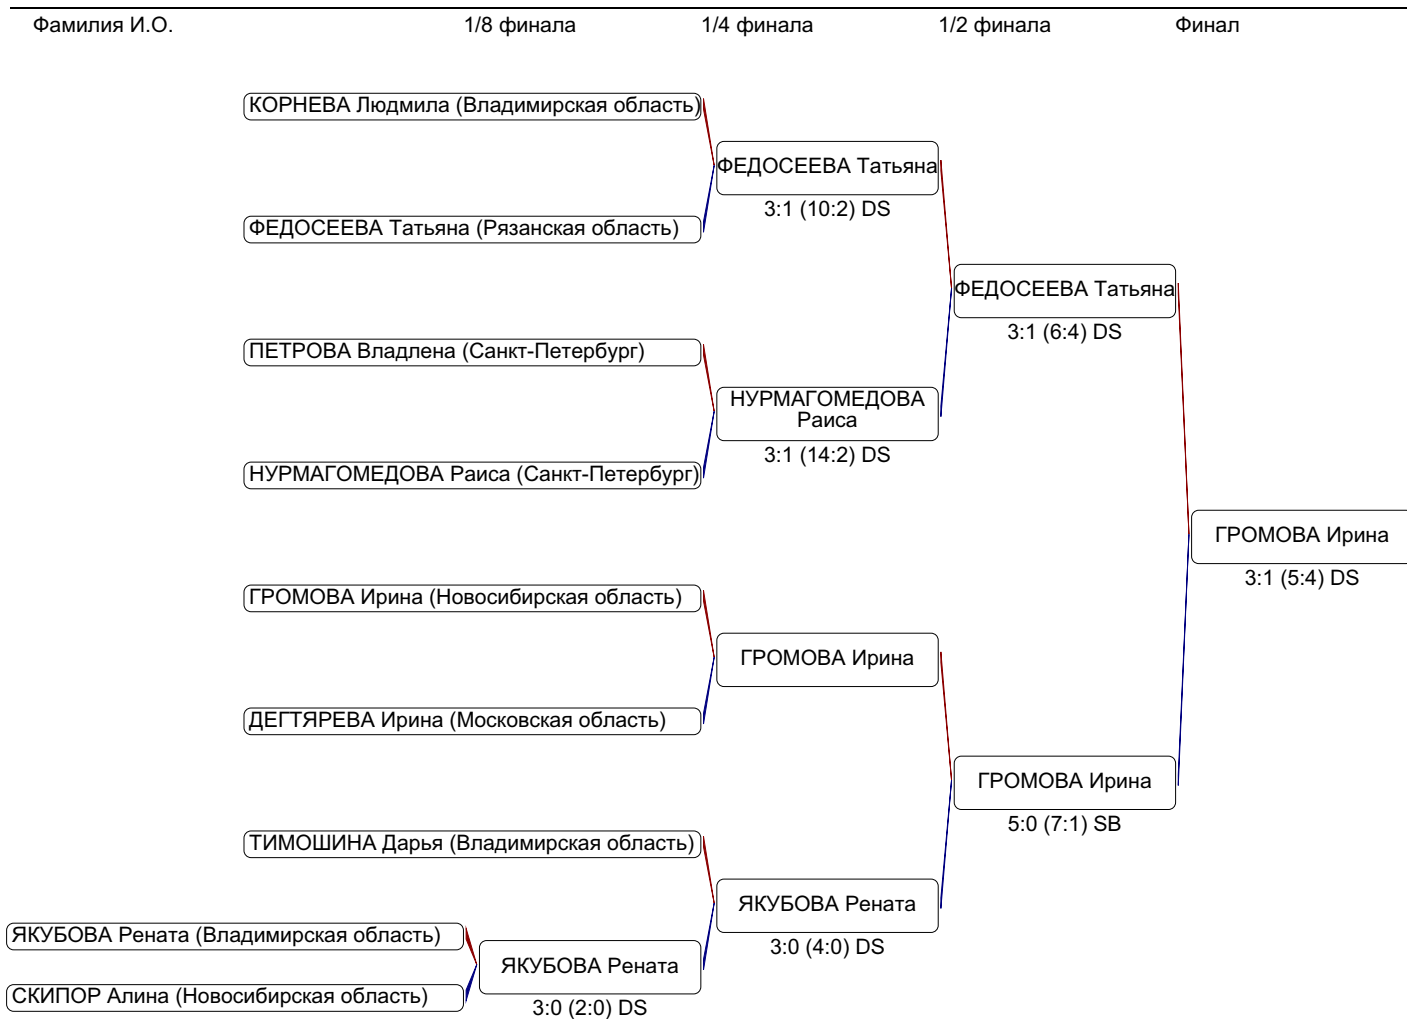 Фамилия И.О.
1/8 финала
1/4 финала
1/2 финала
Финал
КОРНЕВА Людмила (Владимирская область)
ФЕДОСЕЕВА Татьяна
3:1 (10:2) DS
ФЕДОСЕЕВА Татьяна (Рязанская область)
ФЕДОСЕЕВА Татьяна
3:1 (6:4) DS
ПЕТРОВА Владлена (Санкт-Петербург)
НУРМАГОМЕДОВА
Раиса
3:1 (14:2) DS
НУРМАГОМЕДОВА Раиса (Санкт-Петербург)
ГРОМОВА Ирина
3:1 (5:4) DS
ГРОМОВА Ирина (Новосибирская область)
ГРОМОВА Ирина
ДЕГТЯРЕВА Ирина (Московская область)
ГРОМОВА Ирина
5:0 (7:1) SB
ТИМОШИНА Дарья (Владимирская область)
ЯКУБОВА Рената
3:0 (4:0) DS
ЯКУБОВА Рената (Владимирская область)
ЯКУБОВА Рената
3:0 (2:0) DS
СКИПОР Алина (Новосибирская область)